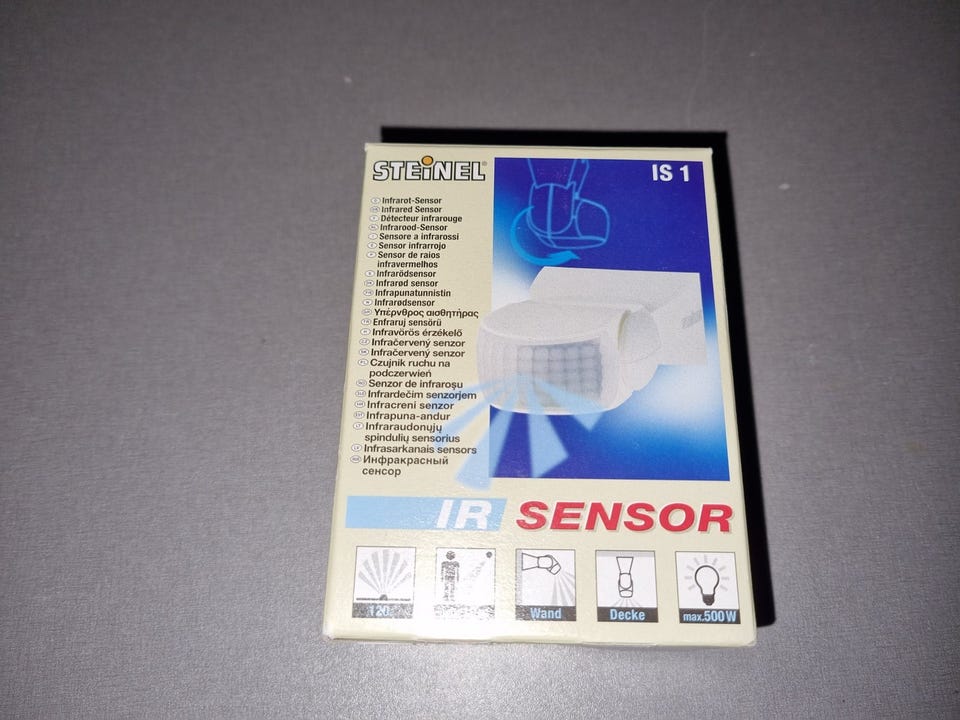 STEINEL®
IS 1
Infrarot-Sensor
Infrared Sensor
Détecteur infrarouge
Infrarood-Sensor
Sensore a infrarossi
Sensor infrarrojo
Sensor de raios
infravermelhos
Infrarödsensor
Infrarød sensor
Infrapunatunnistin
Infrarødsensor
Υπέρυθρος αισθητήρας
Enfraruj sensörü
Infravörös érzékelő
Infračervený senzor
Infračervený senzor
Czujnik ruchu na
podczerwień
Senzor de infraroşu
Infrardečim senzorjem
Infracreni senzor
Infrapuna-andur
Infraraudonųjų
spindulių sensorius
Infrasarkanais sensors
Инфракрасный
сенсор
IR SENSOR
120
Wand
Decke
max.500W